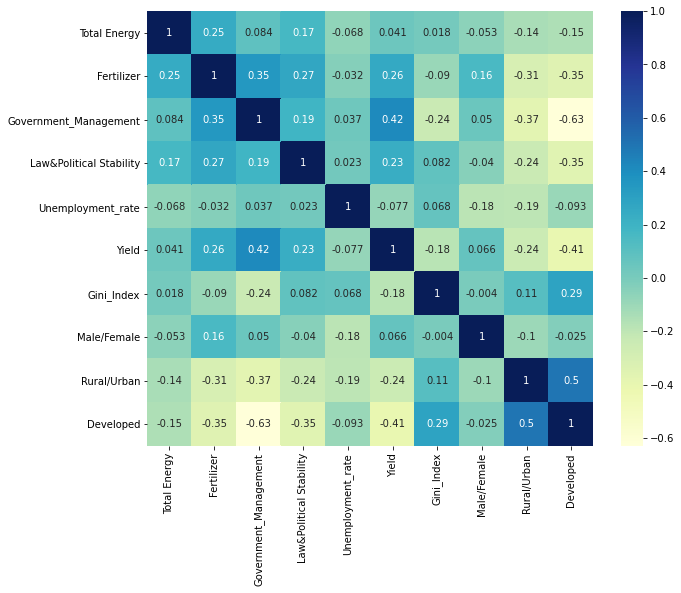 Total Energy 1 0.25 0.084 0.17 -0.068 0.041 0.018 -0.053 -0.14 -0.15
Fertilizer 0.25 1 0.35 0.27 -0.032 0.26 -0.09 0.16 -0.31 -0.35
Government_Management 0.084 0.35 1 0.19 0.037 0.42 -0.24 0.05 -0.37 -0.63
Law&Political Stability 0.17 0.27 0.19 1 0.023 0.23 0.082 -0.04 -0.24 -0.35
Unemployment_rate -0.068 -0.032 0.037 0.023 1 -0.077 0.068 -0.18 -0.19 -0.093
Yield 0.041 0.26 0.42 0.23 -0.077 1 -0.18 0.066 -0.24 -0.41
Gini_Index 0.018 -0.09 -0.24 0.082 0.068 -0.18 1 -0.004 0.11 0.29
Male/Female -0.053 0.16 0.05 -0.04 -0.18 0.066 -0.004 1 -0.1 -0.025
Rural/Urban -0.14 -0.31 -0.37 -0.24 -0.19 -0.24 0.11 -0.1 1 0.5
Developed -0.15 -0.35 -0.63 -0.35 -0.093 -0.41 0.29 -0.025 0.5 1
Total Energy
Fertilizer
Government_Management
Law&Political Stability
Unemployment_rate
Yield
Gini_Index
Male/Female
Rural/Urban
Developed
1.0
0.8
0.6
0.4
0.2
0.0
−0.2
−0.4
−0.6